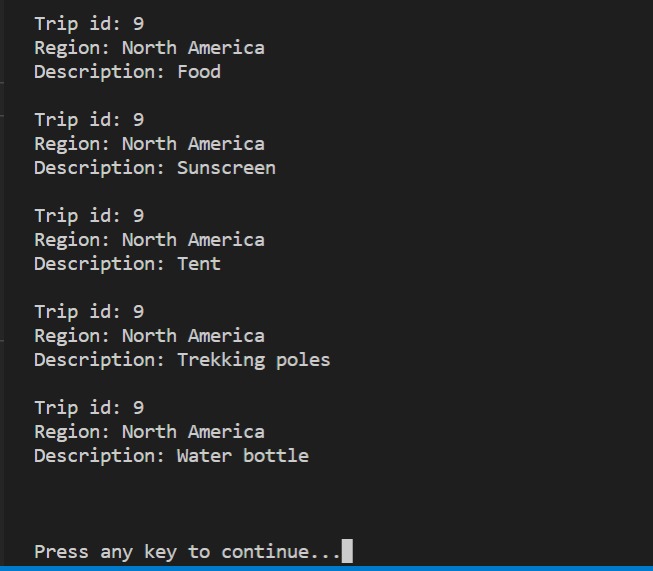 Trip id: 9
Region: North America
Description: Food
Trip id: 9
Region: North America
Description: Sunscreen
Trip id: 9
Region: North America
Description: Tent
Trip id: 9
Region: North America
Description: Trekking poles
Trip id: 9
Region: North America
Description: Water bottle
Press any key to continue...